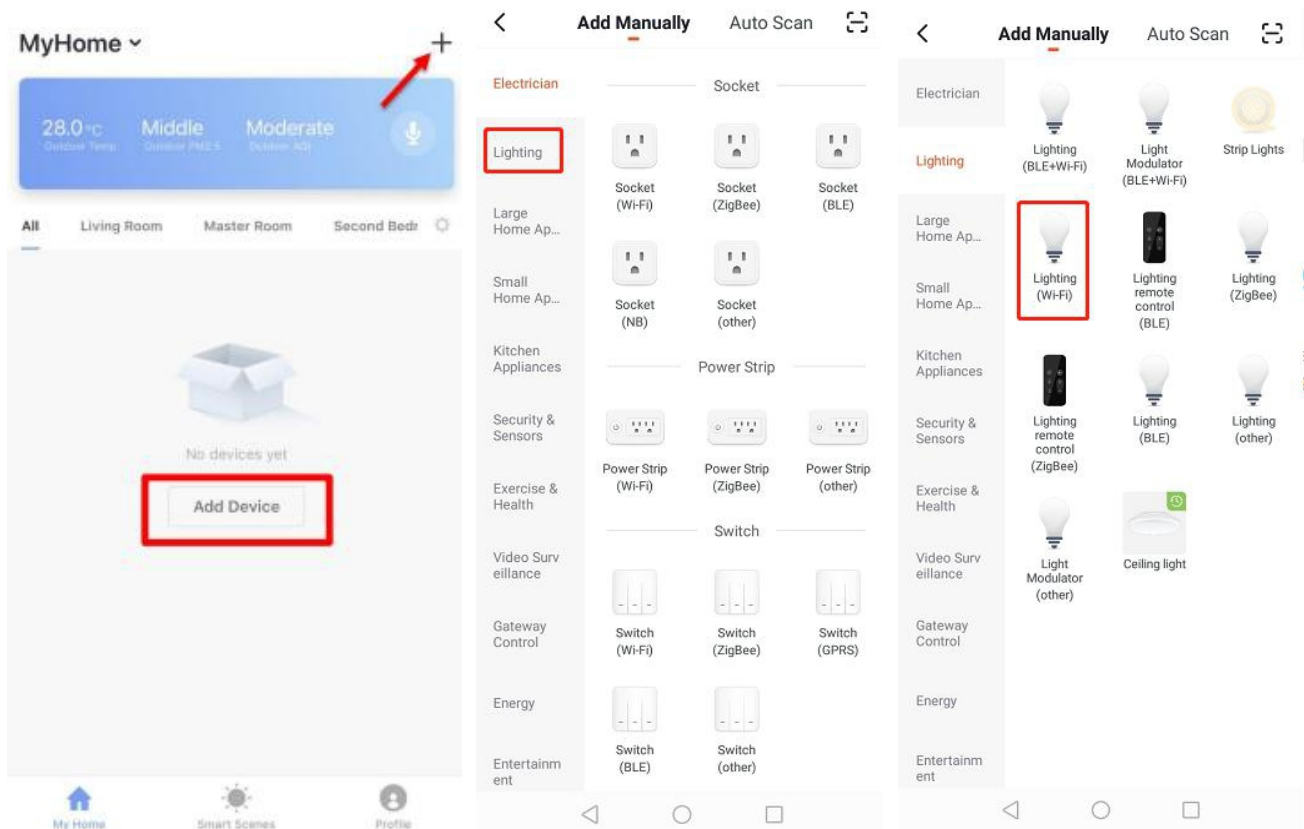 MyHome
28.0°C
Middle
Moderate
Outdoor Temp
Outdoor PM2.5
Outdoor AQI
All
Living Room
Master Room
Second Bedr
No devices yet
Add Device
My Home
Smart Scenes
Profile
Add Manually
Auto Scan
Electrician
Lighting
Large
Home Ap...
Small
Home Ap...
Kitchen
Appliances
Security &
Sensors
Exercise &
Health
Video Surv
eillance
Gateway
Control
Energy
Entertainm
ent
Socket
Socket
(Wi-Fi)
Socket
(ZigBee)
Socket
(BLE)
Socket
(NB)
Socket
(other)
Power Strip
Power Strip
(Wi-Fi)
Power Strip
(ZigBee)
Power Strip
(other)
Switch
Switch
(Wi-Fi)
Switch
(ZigBee)
Switch
(GPRS)
Switch
(BLE)
Switch
(other)
Add Manually
Auto Scan
Electrician
Lighting
Large
Home Ap...
Small
Home Ap...
Kitchen
Appliances
Security &
Sensors
Exercise &
Health
Video Surv
eillance
Gateway
Control
Energy
Entertainm
ent
Lighting
(BLE+Wi-Fi)
Light
Modulator
(BLE+Wi-Fi)
Strip Lights
Lighting
(Wi-Fi)
Lighting
remote
control
(BLE)
Lighting
(ZigBee)
Lighting
remote
control
(ZigBee)
Lighting
(BLE)
Lighting
(other)
Light
Modulator
(other)
Ceiling light